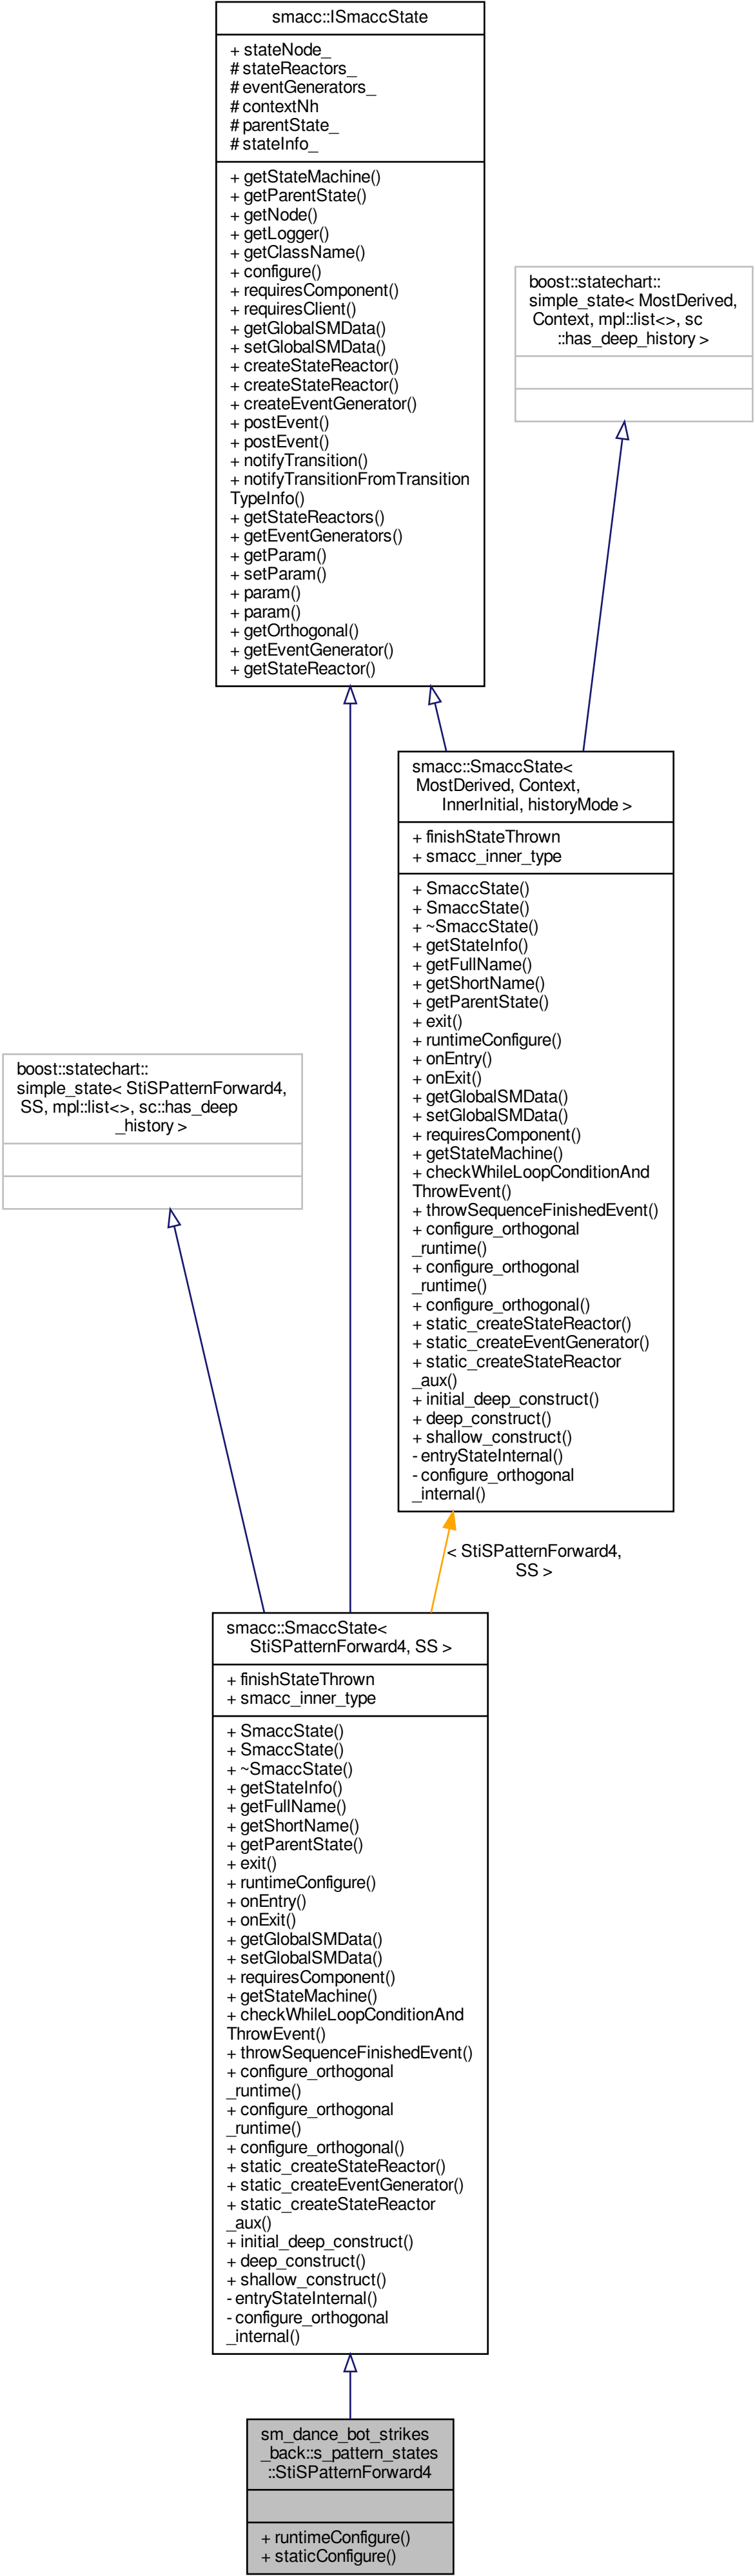 smacc::ISmaccState
+ stateNode_
# stateReactors_
# eventGenerators_
# contextNh
# parentState_
# stateInfo_
+ getStateMachine()
+ getParentState()
+ getNode()
+ getLogger()
+ getClassName()
+ configure()
+ requiresComponent()
+ requiresClient()
+ getGlobalSMData()
+ setGlobalSMData()
+ createStateReactor()
+ createStateReactor()
+ createEventGenerator()
+ postEvent()
+ postEvent()
+ notifyTransition()
+ notifyTransitionFromTransition
TypeInfo()
+ getStateReactors()
+ getEventGenerators()
+ getParam()
+ setParam()
+ param()
+ param()
+ getOrthogonal()
+ getEventGenerator()
+ getStateReactor()
boost::statechart::
simple_state< MostDerived,
Context, mpl::list<>, sc
::has_deep_history >
smacc::SmaccState<
MostDerived, Context,
InnerInitial, historyMode >
+ finishStateThrown
+ smacc_inner_type
+ SmaccState()
+ SmaccState()
+ ~SmaccState()
+ getStateInfo()
+ getFullName()
+ getShortName()
+ getParentState()
+ exit()
+ runtimeConfigure()
+ onEntry()
+ onExit()
+ getGlobalSMData()
+ setGlobalSMData()
+ requiresComponent()
+ getStateMachine()
+ checkWhileLoopConditionAnd
ThrowEvent()
+ throwSequenceFinishedEvent()
+ configure_orthogonal
_runtime()
+ configure_orthogonal
_runtime()
+ configure_orthogonal()
+ static_createStateReactor()
+ static_createEventGenerator()
+ static_createStateReactor
_aux()
+ initial_deep_construct()
+ deep_construct()
+ shallow_construct()
- entryStateInternal()
- configure_orthogonal
_internal()
boost::statechart::
simple_state< StiSPatternForward4,
SS, mpl::list<>, sc::has_deep
_history >
< StiSPatternForward4,
SS >
smacc::SmaccState<
StiSPatternForward4, SS >
+ finishStateThrown
+ smacc_inner_type
+ SmaccState()
+ SmaccState()
+ ~SmaccState()
+ getStateInfo()
+ getFullName()
+ getShortName()
+ getParentState()
+ exit()
+ runtimeConfigure()
+ onEntry()
+ onExit()
+ getGlobalSMData()
+ setGlobalSMData()
+ requiresComponent()
+ getStateMachine()
+ checkWhileLoopConditionAnd
ThrowEvent()
+ throwSequenceFinishedEvent()
+ configure_orthogonal
_runtime()
+ configure_orthogonal
_runtime()
+ configure_orthogonal()
+ static_createStateReactor()
+ static_createEventGenerator()
+ static_createStateReactor
_aux()
+ initial_deep_construct()
+ deep_construct()
+ shallow_construct()
- entryStateInternal()
- configure_orthogonal
_internal()
sm_dance_bot_strikes
_back::s_pattern_states
::StiSPatternForward4
+ runtimeConfigure()
+ staticConfigure()